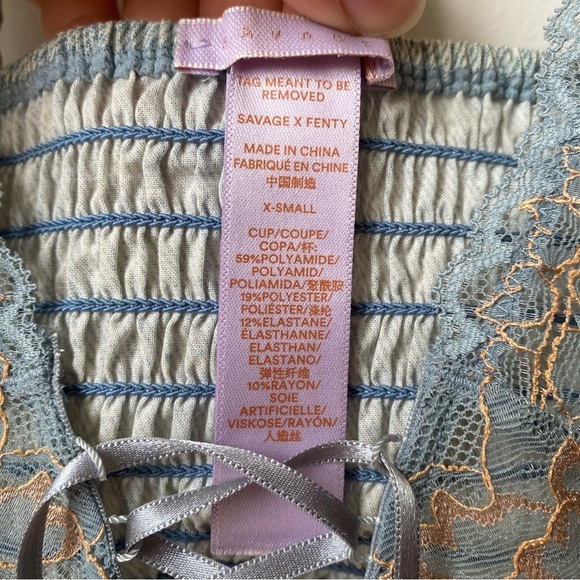 TAG MEANT TO BE
REMOVED
SAVAGE X FENTY
MADE IN CHINA
FABRIQUÉ EN CHINE
中国制造
X-SMALL
CUP/COUPE/
COPA/杯:
59%POLYAMIDE/
POLYAMID/
POLIAMIDA/聚酰胺
19%POLYESTER/
POLIÉSTER/涤纶
12%ELASTANE/
ÉLASTHANNE/
ELASTHAN/
ELASTANO/
弹性纤维
10%RAYON/
SOIE
ARTIFICIELLE/
VISKOSE/RAYÓN/
人造丝